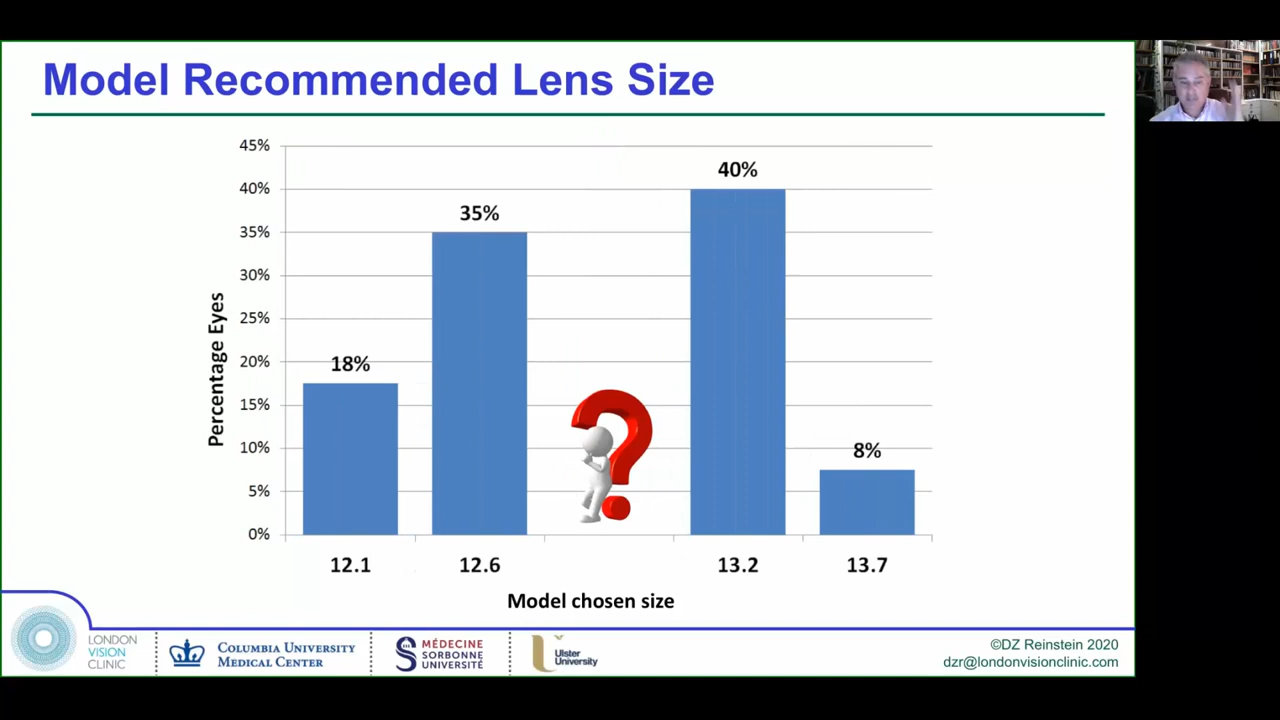 Model Recommended Lens Size
45%
40%
35%
30%
25%
20%
15%
10%
5%
0%
Percentage Eyes
18%
35%
40%
8%
12.1
12.6
13.2
13.7
Model chosen size
LONDON
VISION
CLINIC
COLUMBIA UNIVERSITY
MEDICAL CENTER
MÉDECINE
SORBONNE
UNIVERSITÉ
Ulster
University
©DZ Reinstein 2020
dzr@londonvisionclinic.com